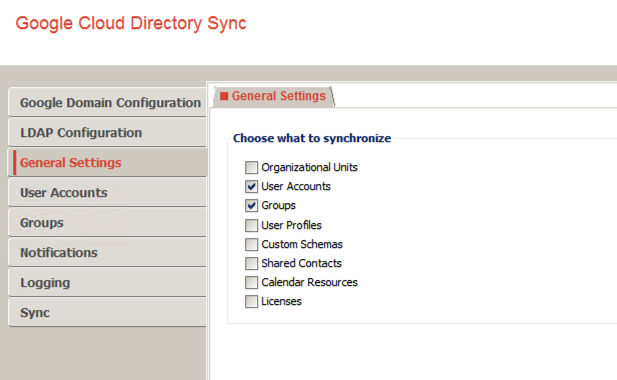 Google Cloud Directory Sync
Google Domain Configuration
LDAP Configuration
General Settings
User Accounts
Groups
Notifications
Logging
Sync
General Settings
Choose what to synchronize
Organizational Units
User Accounts
Groups
User Profiles
Custom Schemas
Shared Contacts
Calendar Resources
Licenses